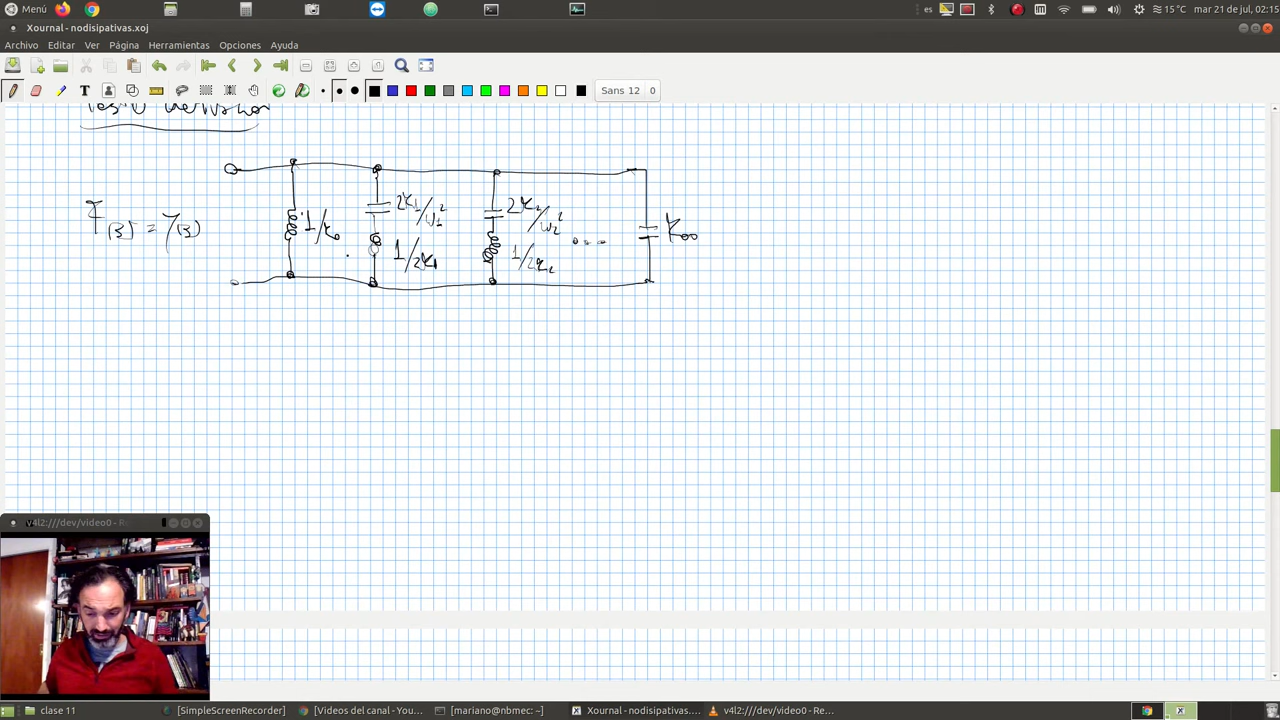 Menú
es
15 °C
mar 21 de jul, 02:15
Xournal - nodisipativas.xoj
Archivo Editar Ver Página Herramientas Opciones Ayuda
T
Sans 12 0
F(s) = Y(s)
1/k₀
2k₁/ω₁²
1/2k₁
2k₂/ω₂²
1/2k₂
...
k∞
v4l2:///dev/video0 - Re
clase 11
[SimpleScreenRecorder]
[Videos del canal - You...
[mariano@nbmec: ~]
Xournal - nodisipativas....
v4l2:///dev/video0 - Re...